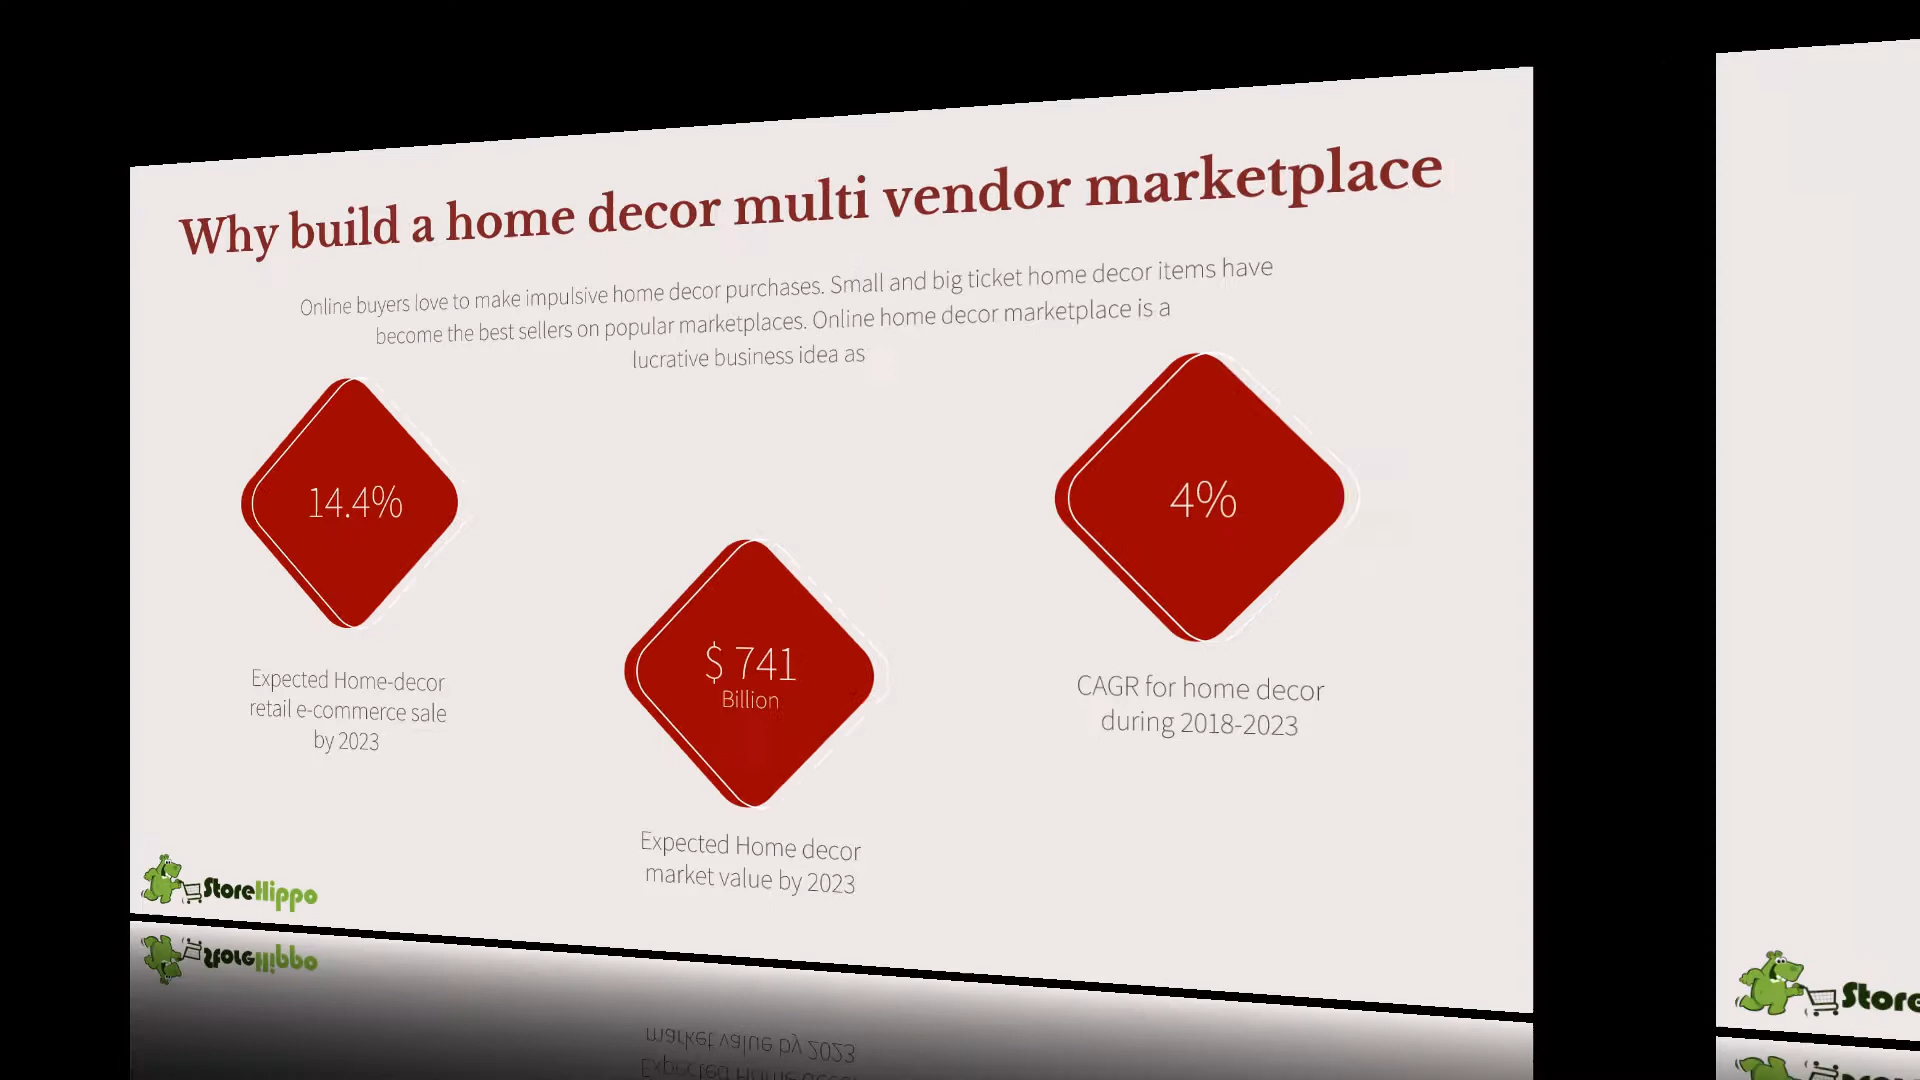 Why build a home decor multi vendor marketplace
Online buyers love to make impulsive home decor purchases. Small and big ticket home decor items have
become the best sellers on popular marketplaces. Online home decor marketplace is a
lucrative business idea as
14.4%
Expected Home-decor
retail e-commerce sale
by 2023
$ 741
Billion
Expected Home decor
market value by 2023
4%
CAGR for home decor
during 2018-2023
StoreHippo
Store